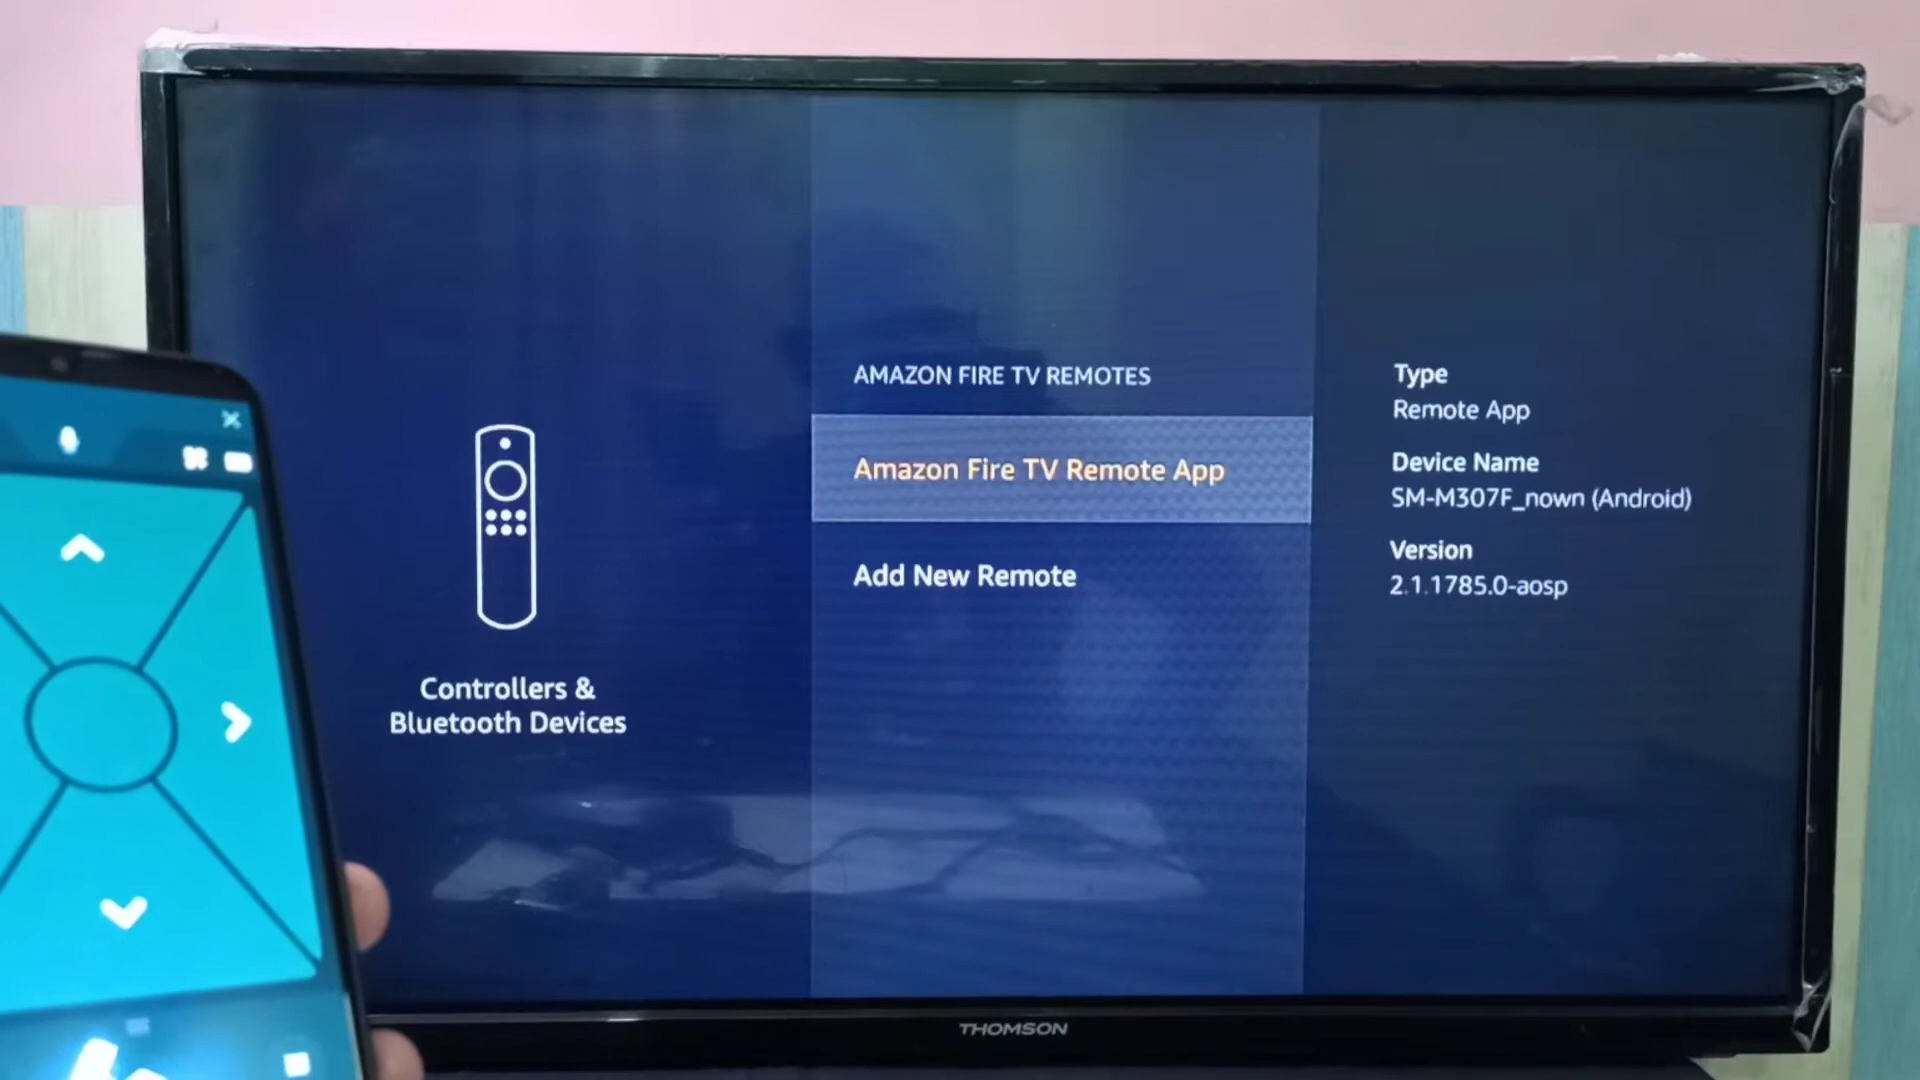 AMAZON FIRE TV REMOTES
Amazon Fire TV Remote App
Add New Remote
Controllers &
Bluetooth Devices
Type
Remote App
Device Name
SM-M307F_nown (Android)
Version
2.1.1785.0-aosp
THOMSON